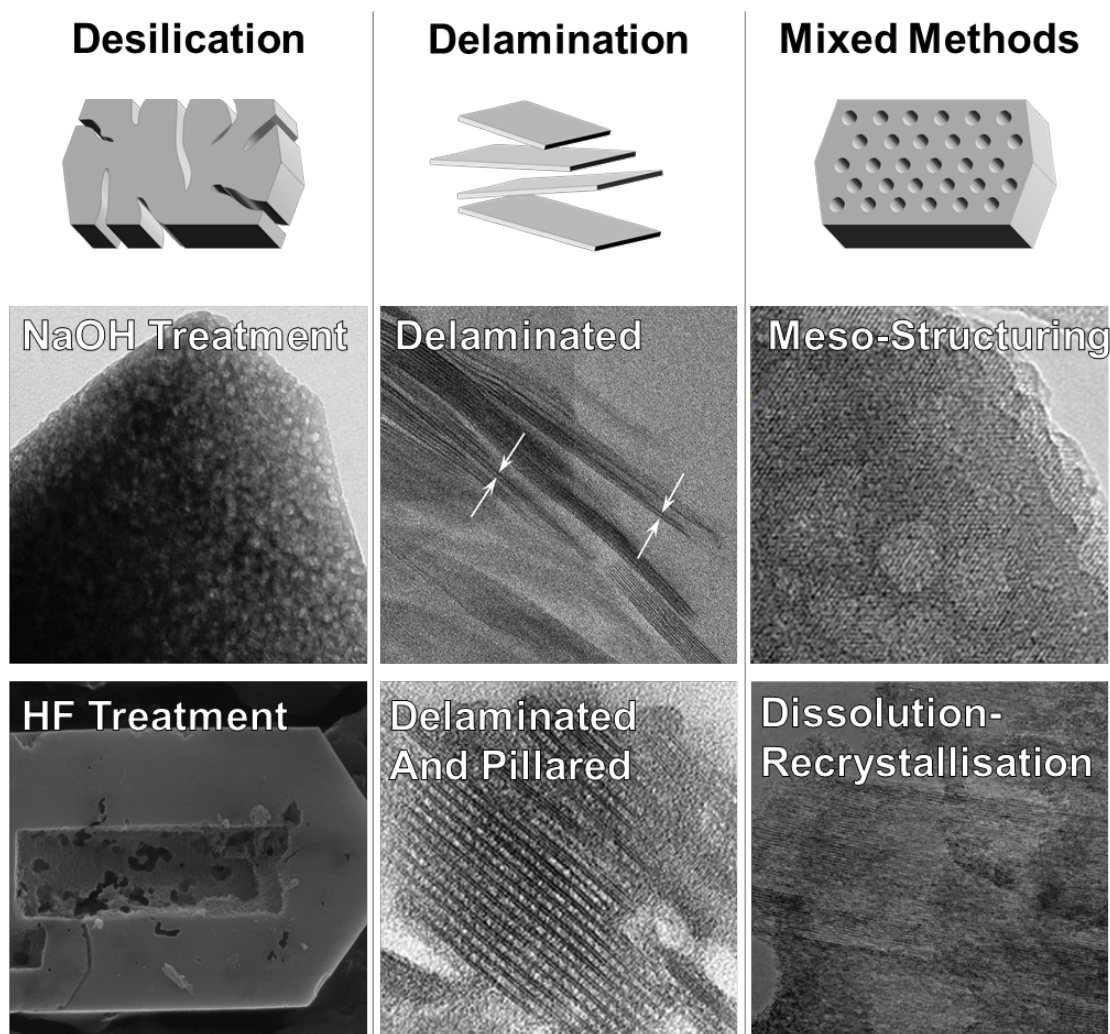 Desilication
Delamination
Mixed Methods
NaOH Treatment
Delaminated
Meso-Structuring
HF Treatment
Delaminated
And Pillared
Dissolution-
Recrystallisation